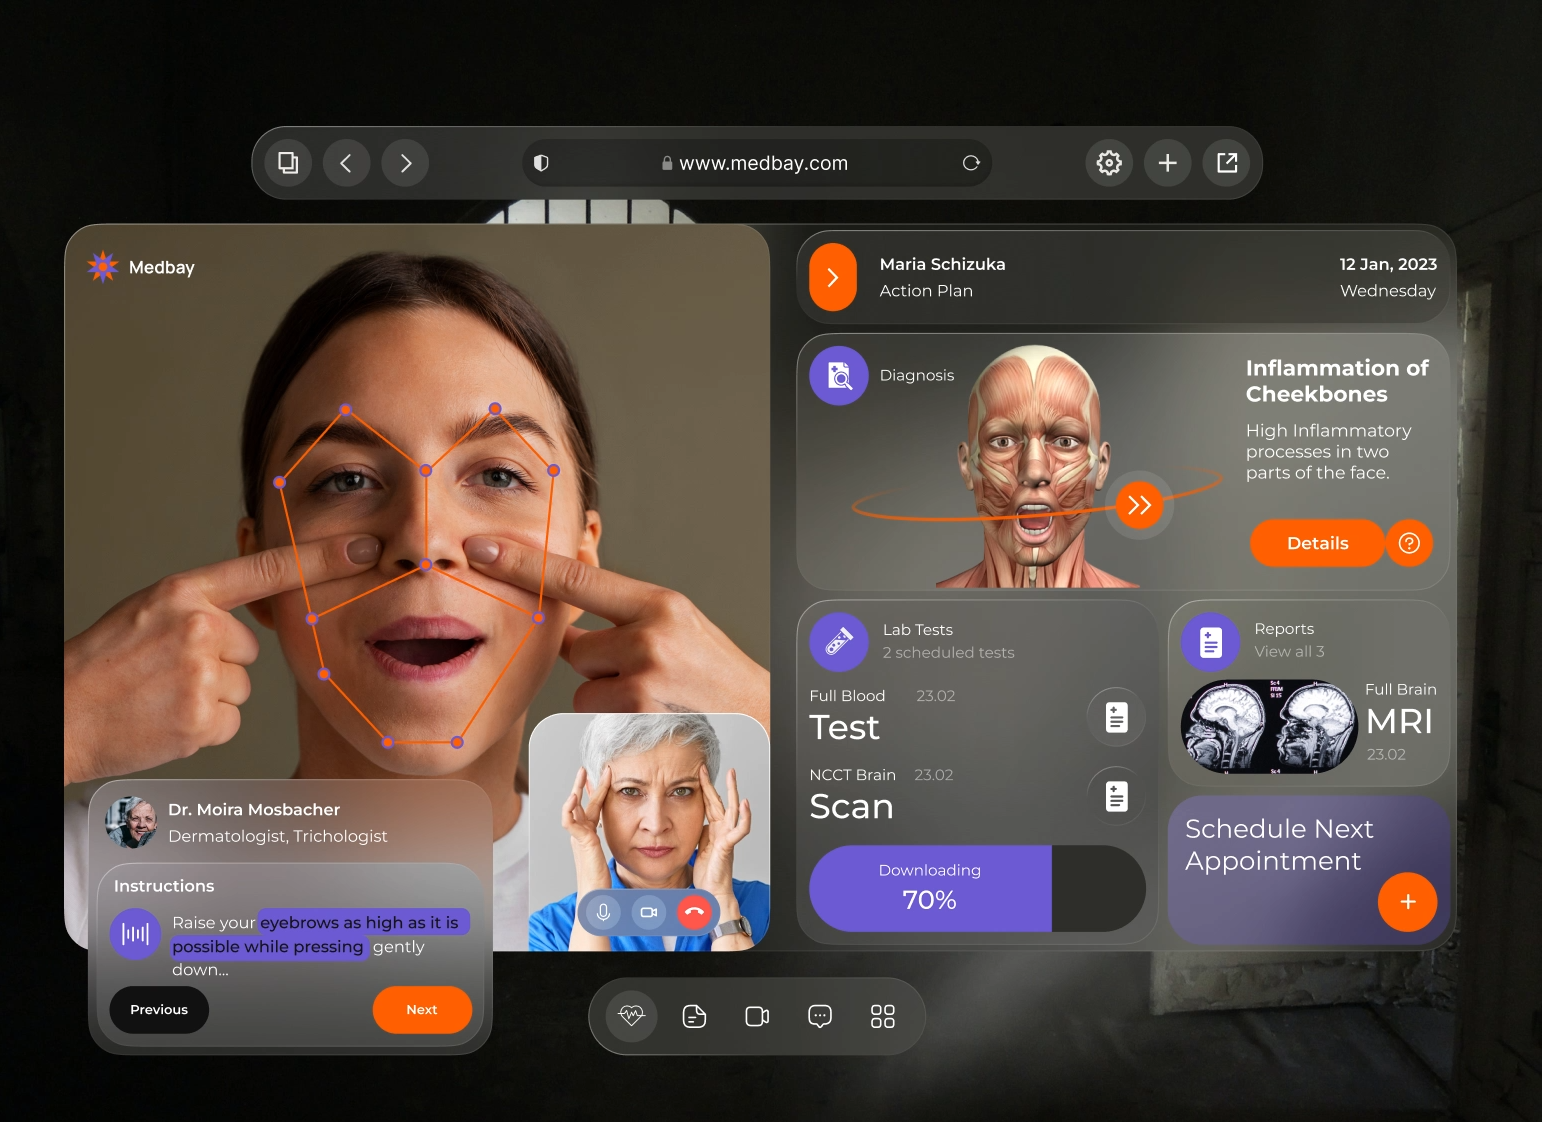 www.medbay.com
Medbay
Maria Schizuka
Action Plan
12 Jan, 2023
Wednesday
Diagnosis
Inflammation of
Cheekbones
High Inflammatory
processes in two
parts of the face.
Details
Lab Tests
2 scheduled tests
Full Blood 23.02
Test
NCCT Brain 23.02
Scan
Downloading
70%
Reports
View all 3
Full Brain
MRI
23.02
Schedule Next
Appointment
Dr. Moira Mosbacher
Dermatologist, Trichologist
Instructions
Raise your eyebrows as high as it is
possible while pressing gently
down...
Previous
Next